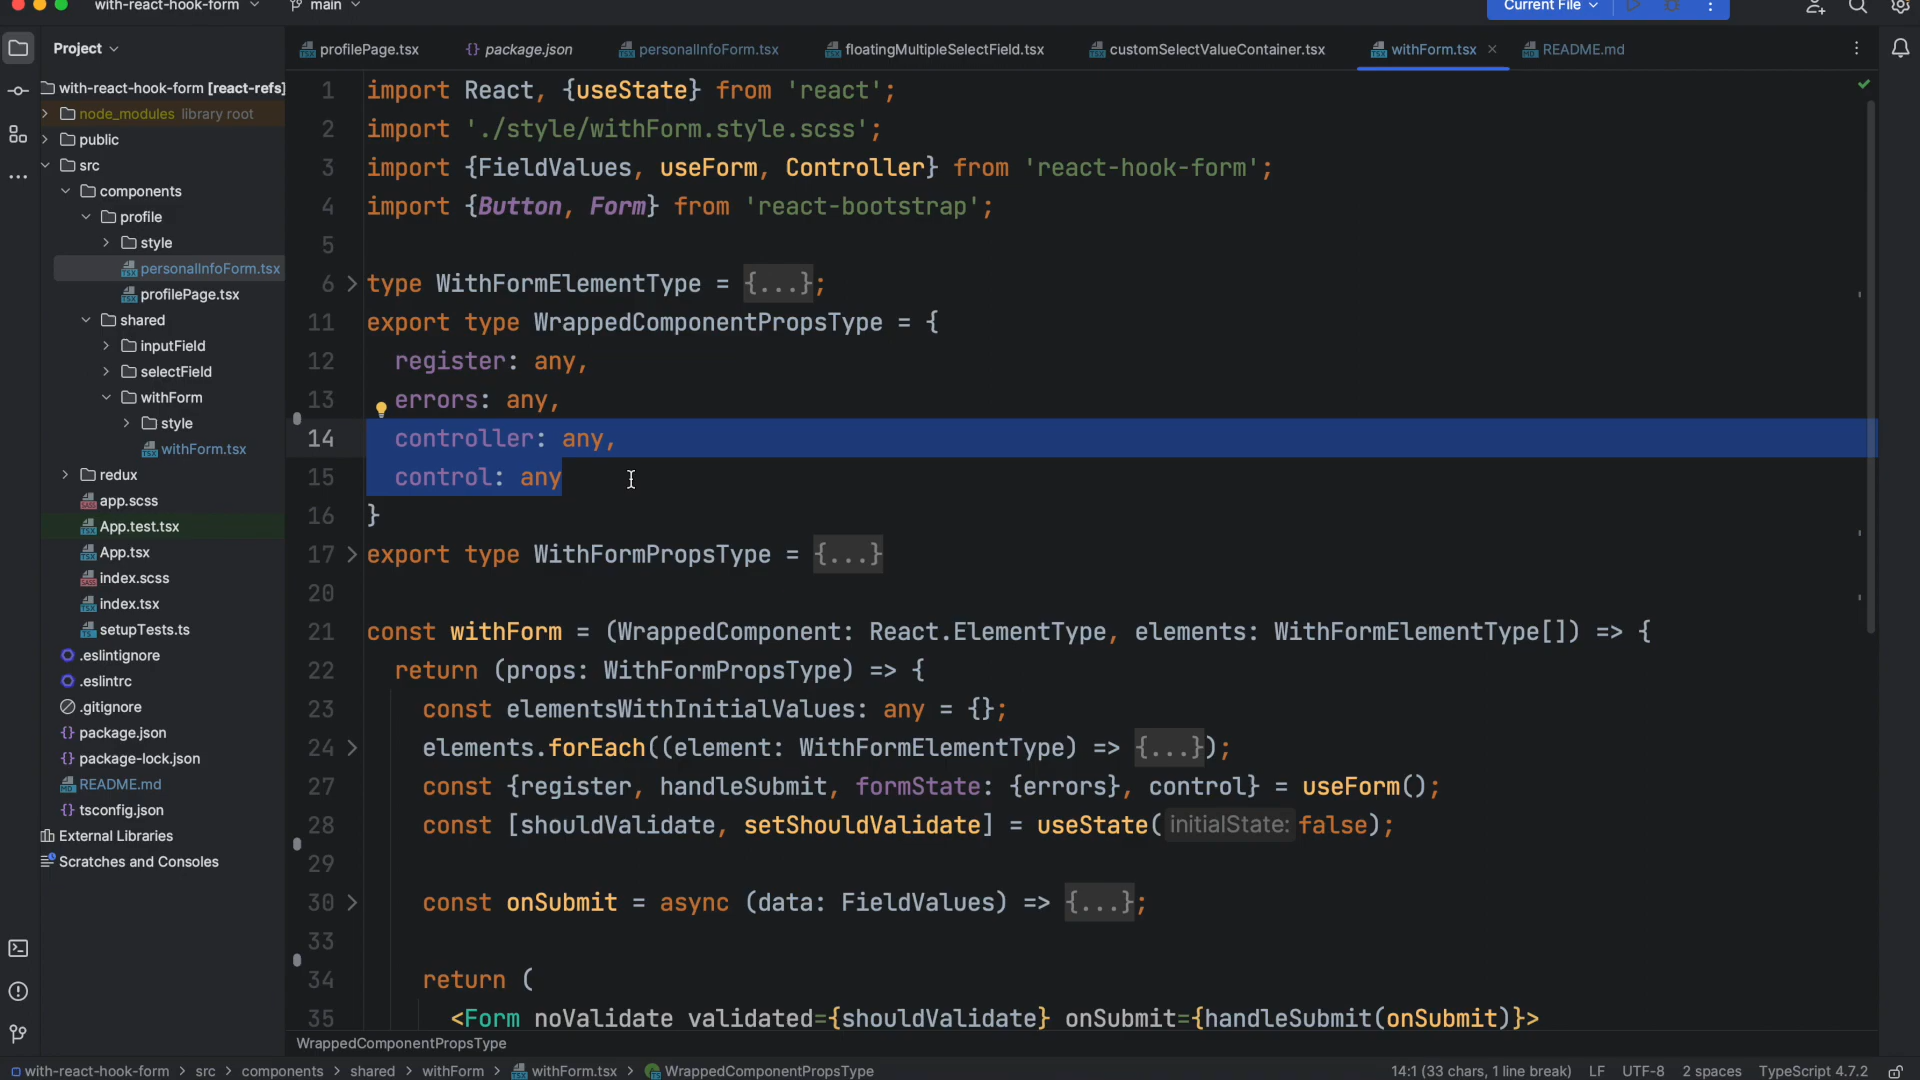 with-react-hook-form
main
Current File
Project
profilePage.tsx
package.json
personalInfoForm.tsx
floatingMultipleSelectField.tsx
customSelectValueContainer.tsx
withForm.tsx
README.md
with-react-hook-form [react-refs]
node_modules library root
public
src
components
profile
style
personalInfoForm.tsx
profilePage.tsx
shared
inputField
selectField
withForm
style
withForm.tsx
redux
app.scss
App.test.tsx
App.tsx
index.scss
index.tsx
setupTests.ts
.eslintignore
.eslintrc
.gitignore
package.json
package-lock.json
README.md
tsconfig.json
External Libraries
Scratches and Consoles
1 import React, {useState} from 'react';
2 import './style/withForm.style.scss';
3 import {FieldValues, useForm, Controller} from 'react-hook-form';
4 import {Button, Form} from 'react-bootstrap';
5
6 type WithFormElementType = {...};
11 export type WrappedComponentPropsType = {
12 register: any,
13 errors: any,
14 controller: any,
15 control: any
16 }
17 export type WithFormPropsType = {...}
20
21 const withForm = (WrappedComponent: React.ElementType, elements: WithFormElementType[]) => {
22 return (props: WithFormPropsType) => {
23 const elementsWithInitialValues: any = {};
24 elements.forEach((element: WithFormElementType) => {...});
27 const {register, handleSubmit, formState: {errors}, control} = useForm();
28 const [shouldValidate, setShouldValidate] = useState( initialState: false);
29
30 const onSubmit = async (data: FieldValues) => {...};
33
34 return (
35 <Form noValidate validated={shouldValidate} onSubmit={handleSubmit(onSubmit)}>
WrappedComponentPropsType
with-react-hook-form > src > components > shared > withForm > withForm.tsx > WrappedComponentPropsType
14:1 (33 chars, 1 line break) LF UTF-8 2 spaces TypeScript 4.7.2